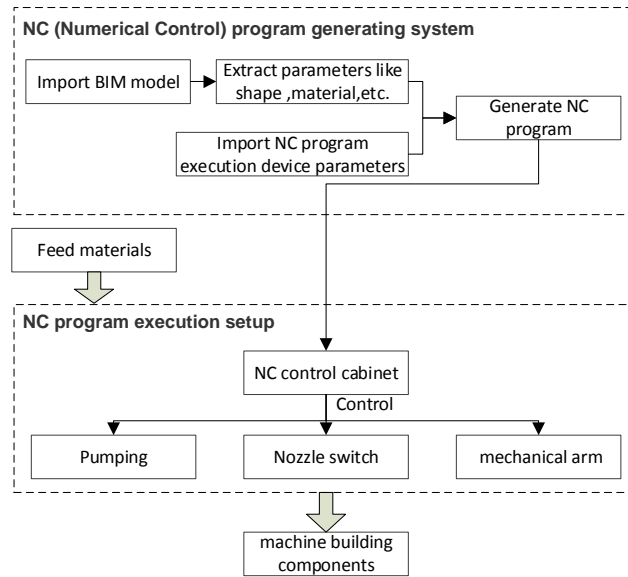 NC (Numerical Control) program generating system
Import BIM model
Extract parameters like
shape ,material,etc.
Import NC program
execution device parameters
Generate NC
program
Feed materials
NC program execution setup
NC control cabinet
Control
Pumping
Nozzle switch
mechanical arm
machine building
components